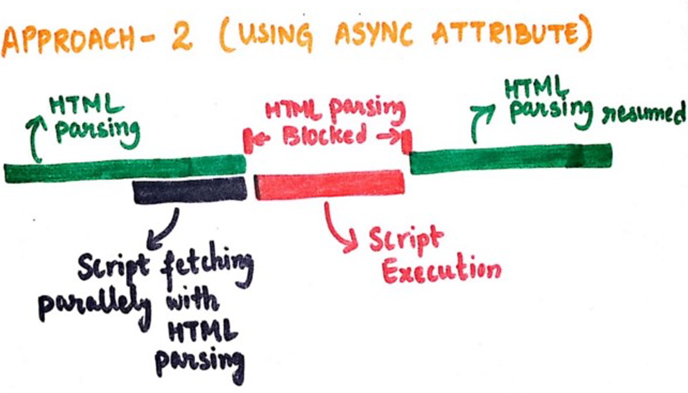 APPROACH- 2 (USING ASYNC ATTRIBUTE)
HTML
parsing
HTML parsing
Blocked
HTML
parsing resumed
Script fetching
parallely with
HTML
parsing
Script
Execution